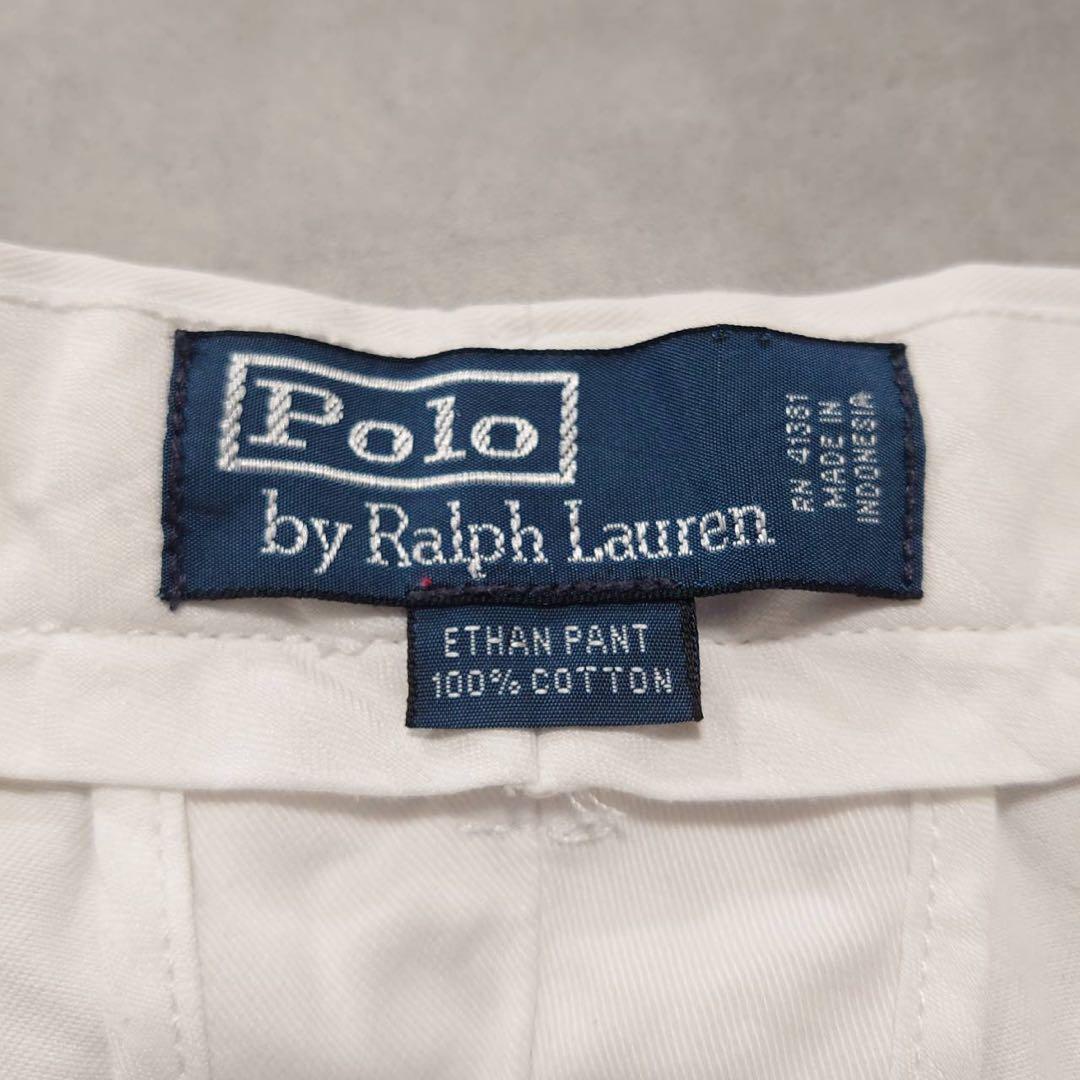 Polo
by Ralph Lauren
RN 41381
MADE IN
INDONESIA
ETHAN PANT
100% COTTON